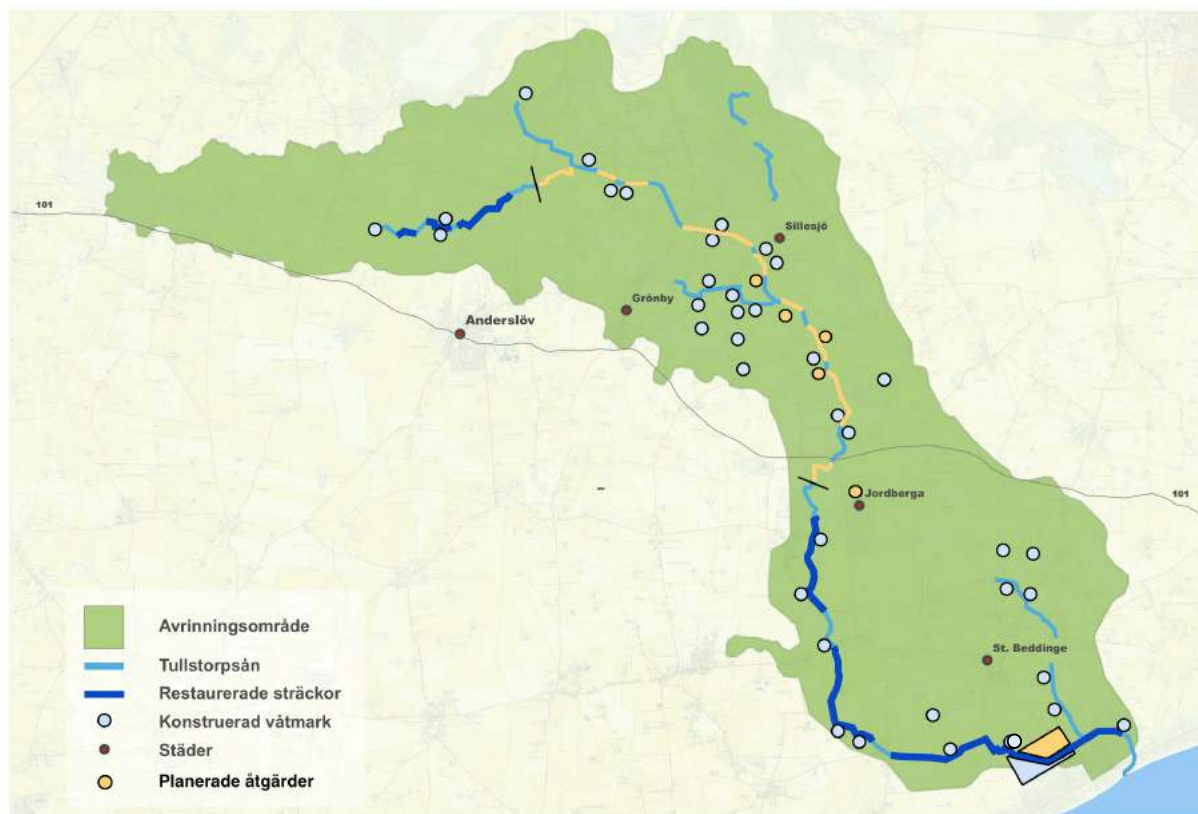 101
Sillesjö
Grönby
Anderslöv
101
Jordberga
St. Beddinge
Avrinningsområde
Tullstorpsån
Restaurerade sträckor
Konstruerad våtmark
Städer
Planerade åtgärder